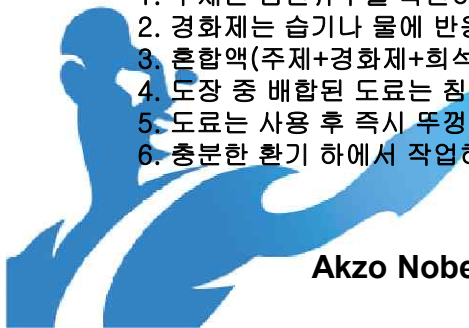 2. 경화제는 습기나 물에 반응
3. 혼합액(주제+경화제+희석
4. 도장 중 배합된 도료는 침
5. 도료는 사용 후 즉시 뚜껑
6. 충분한 환기 하에서 작업하
Akzo Nobe